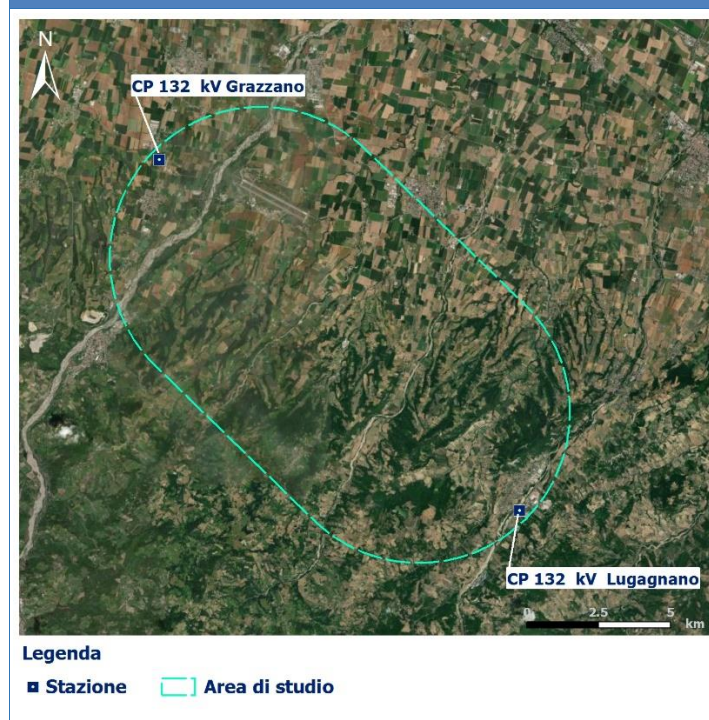 N
CP 132 kV Grazzano
CP 132 kV Lugagnano
0 2.5 5
km
Legenda
Stazione Area di studio